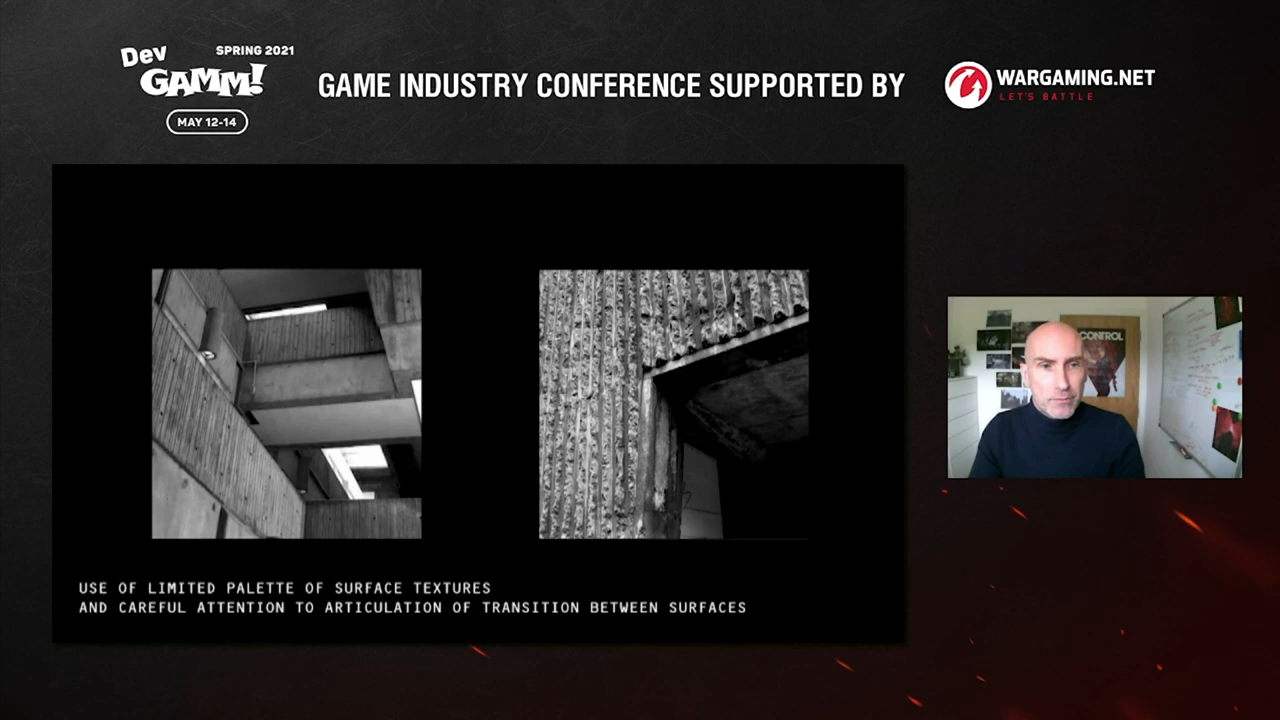 Dev
SPRING 2021
GAMM!
MAY 12-14
GAME INDUSTRY CONFERENCE SUPPORTED BY
WARGAMING.NET
LET'S BATTLE
CONTROL
USE OF LIMITED PALETTE OF SURFACE TEXTURES
AND CAREFUL ATTENTION TO ARTICULATION OF TRANSITION BETWEEN SURFACES